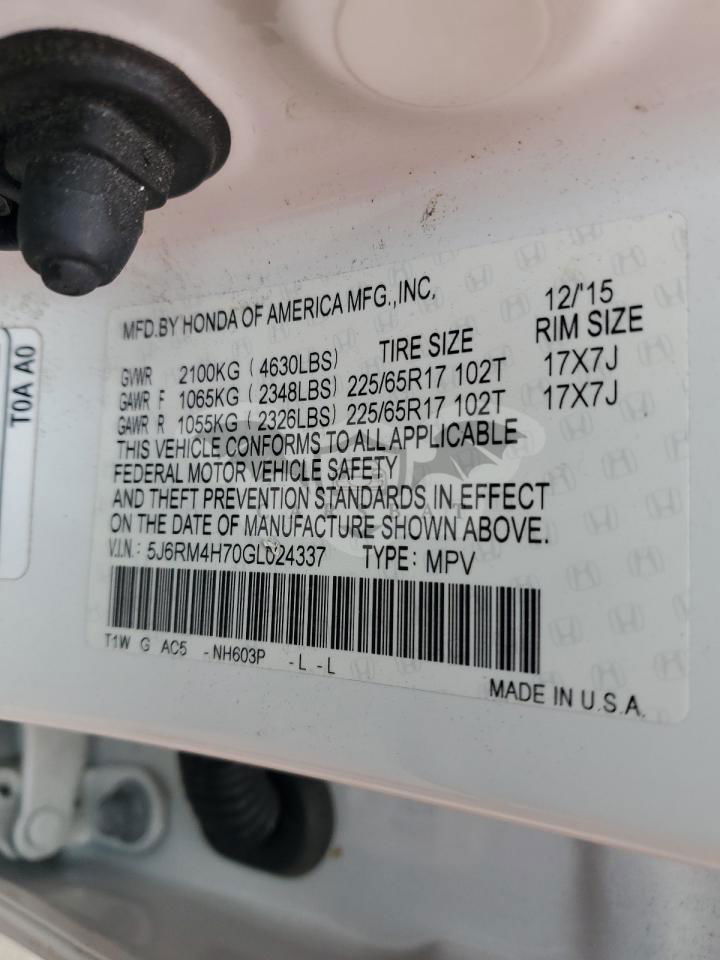 MFD.BY HONDA OF AMERICA MFG.,INC. 12/'15
GVWR 2100KG (4630LBS) TIRE SIZE RIM SIZE
GAWR F 1065KG (2348LBS) 225/65R17 102T 17X7J
GAWR R 1055KG (2326LBS) 225/65R17 102T 17X7J
THIS VEHICLE CONFORMS TO ALL APPLICABLE
FEDERAL MOTOR VEHICLE SAFETY
AND THEFT PREVENTION STANDARDS IN EFFECT
ON THE DATE OF MANUFACTURE SHOWN ABOVE.
V.I.N.: 5J6RM4H70GL024337 TYPE: MPV
T1W G AC5 -NH603P -L -L
MADE IN U.S.A.
T0A A0